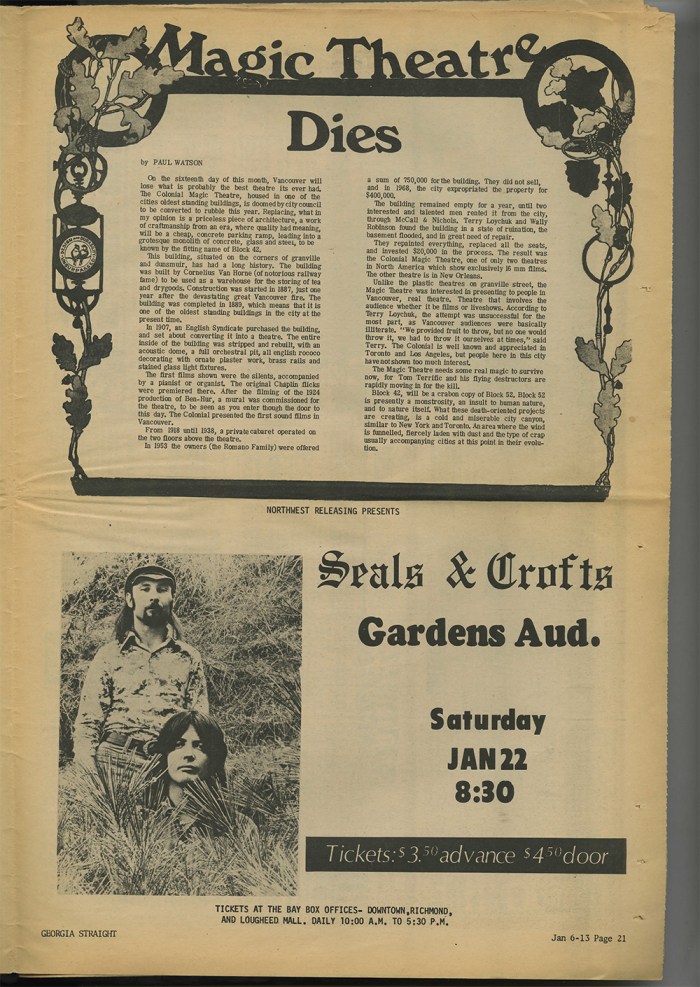 Magic Theatre
Dies
by PAUL WATSON
On the sixteenth day of this month, Vancouver will
lose what is probably the best theatre its ever had.
The Colonial Magic Theatre, housed in one of the
cities oldest standing buildings, is doomed by city council
to be converted to rubble this year. Replacing, what in
my opinion is a priceless piece of architecture, a work
of craftmanship from an era, where quality had meaning,
will be a cheap, concrete parking ramp, leading into a
grotesque monolith of concrete, glass and steel, to be
known by the fitting name of Block 42.
This building, situated on the corners of granville
and dunsmuir, has had a long history. The building
was built by Cornelius Van Horne (of notorious railway
fame) to be used as a warehouse for the storing of tea
and drygoods. Construction was started in 1887, just one
year after the devastating great Vancouver fire. The
building was completed in 1889, which means that it is
one of the oldest standing buildings in the city at the
present time.
In 1907, an English Syndicate purchased the building,
and set about converting it into a theatre. The entire
inside of the building was stripped and rebuilt, with an
acoustic dome, a full orchestral pit, all english rococo
decorating with ornate plaster work, brass rails and
stained glass light fixtures.
The first films shown were the silents, accompanied
by a pianist or organist. The original Chaplin flicks
were premiered there. After the filming of the 1924
production of Ben-Hur, a mural was commissioned for
the theatre, to be seen as you enter though the door to
this day. The Colonial presented the first sound films in
Vancouver.
From 1918 until 1938, a private cabaret operated on
the two floors above the theatre.
In 1953 the owners (the Romano Family) were offered
a sum of 750,000 for the building. They did not sell,
and in 1968, the city expropriated the property for
$400,000.
The building remained empty for a year, until two
interested and talented men rented it from the city,
through McCall & Nichols. Terry Loychuk and Wally
Robinson found the building in a state of ruination, the
basement flooded, and in great need of repair.
They repainted everything, replaced all the seats,
and invested $20,000 in the process. The result was
the Colonial Magic Theatre, one of only two theatres
in North America which show exclusively 16 mm films.
The other theatre is in New Orleans.
Unlike the plastic theatres on granville street, the
Magic Theatre was interested in presenting to people in
Vancouver, real theatre. Theatre that involves the
audience whether it be films or liveshows. According to
Terry Loychuk, the attempt was unsuccessful for the
most part, as Vancouver audiences were basically
illiterate. "We provided fruit to throw, but no one would
throw it, we had to throw it ourselves at times," said
Terry. The Colonial is well known and appreciated in
Toronto and Los Angeles, but people here in this city
have not shown too much interest.
The Magic Theatre needs some real magic to survive
now, for Tom Terrific and his flying destructors are
rapidly moving in for the kill.
Block 42, will be a crabon copy of Block 52. Block 52
is presently a monstrosity, an insult to human nature,
and to nature itself. What these death-oriented projects
are creating, is a cold and miserable city canyon,
similar to New York and Toronto. An area where the wind
is funnelled, fiercely laden with dust and the type of crap
usually accompanying cities at this point in their evolu-
tion.
NORTHWEST RELEASING PRESENTS
Seals & Crofts
Gardens Aud.
Saturday
JAN 22
8:30
Tickets: $3.50 advance $4.50 door
TICKETS AT THE BAY BOX OFFICES- DOWNTOWN, RICHMOND,
AND LOUGHEED MALL. DAILY 10:00 A.M. TO 5:30 P.M.
GEORGIA STRAIGHT
Jan 6-13 Page 21